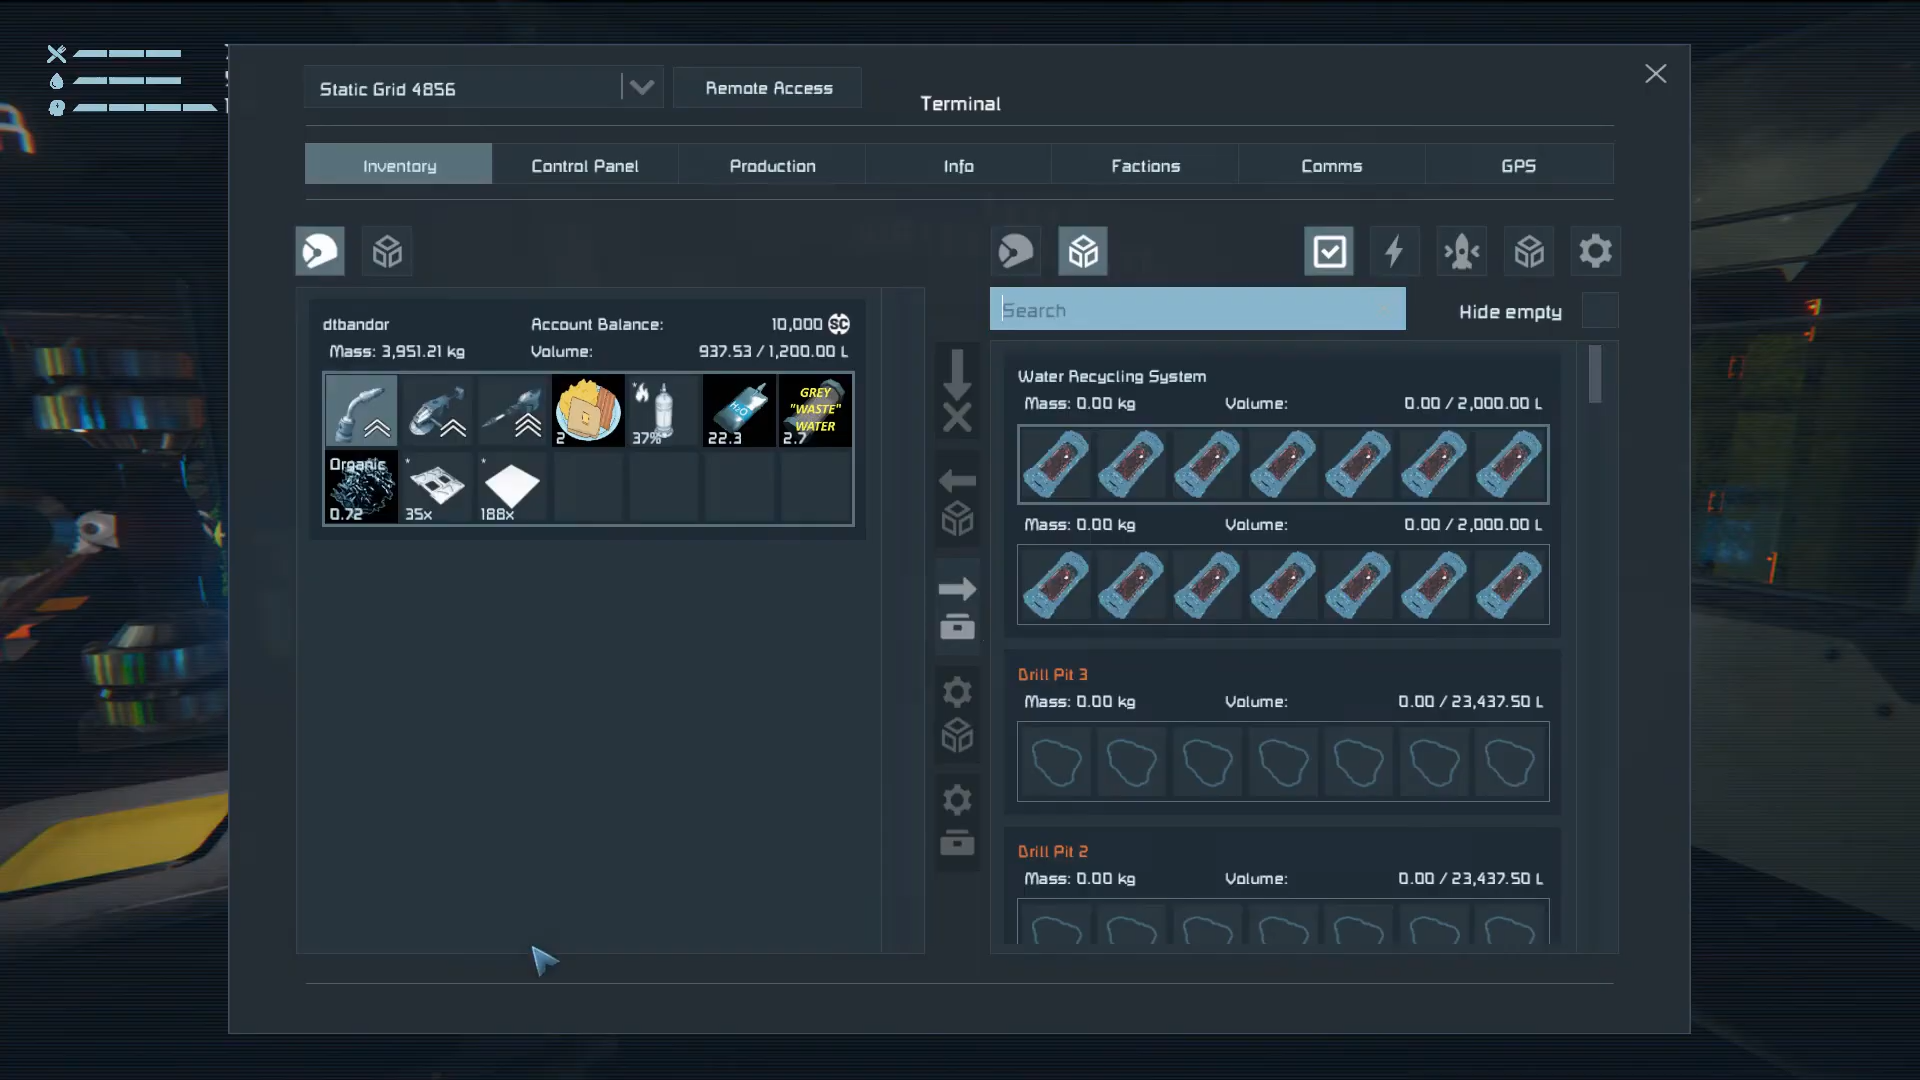 Static Grid 4856
Remote Access
Terminal
Inventory
Control Panel
Production
Info
Factions
Comms
GPS
Search
Hide empty
dtbandor
Account Balance:
10,000 SC
Mass: 3,951.21 kg
Volume:
937.53 / 1,200.00 L
2
37%
H2O
22.3
GREY
"WASTE"
WATER
2.7
Organic
0.72
35x
188x
Water Recycling System
Mass: 0.00 kg
Volume:
0.00 / 2,000.00 L
Mass: 0.00 kg
Volume:
0.00 / 2,000.00 L
Drill Pit 3
Mass: 0.00 kg
Volume:
0.00 / 23,437.50 L
Drill Pit 2
Mass: 0.00 kg
Volume:
0.00 / 23,437.50 L